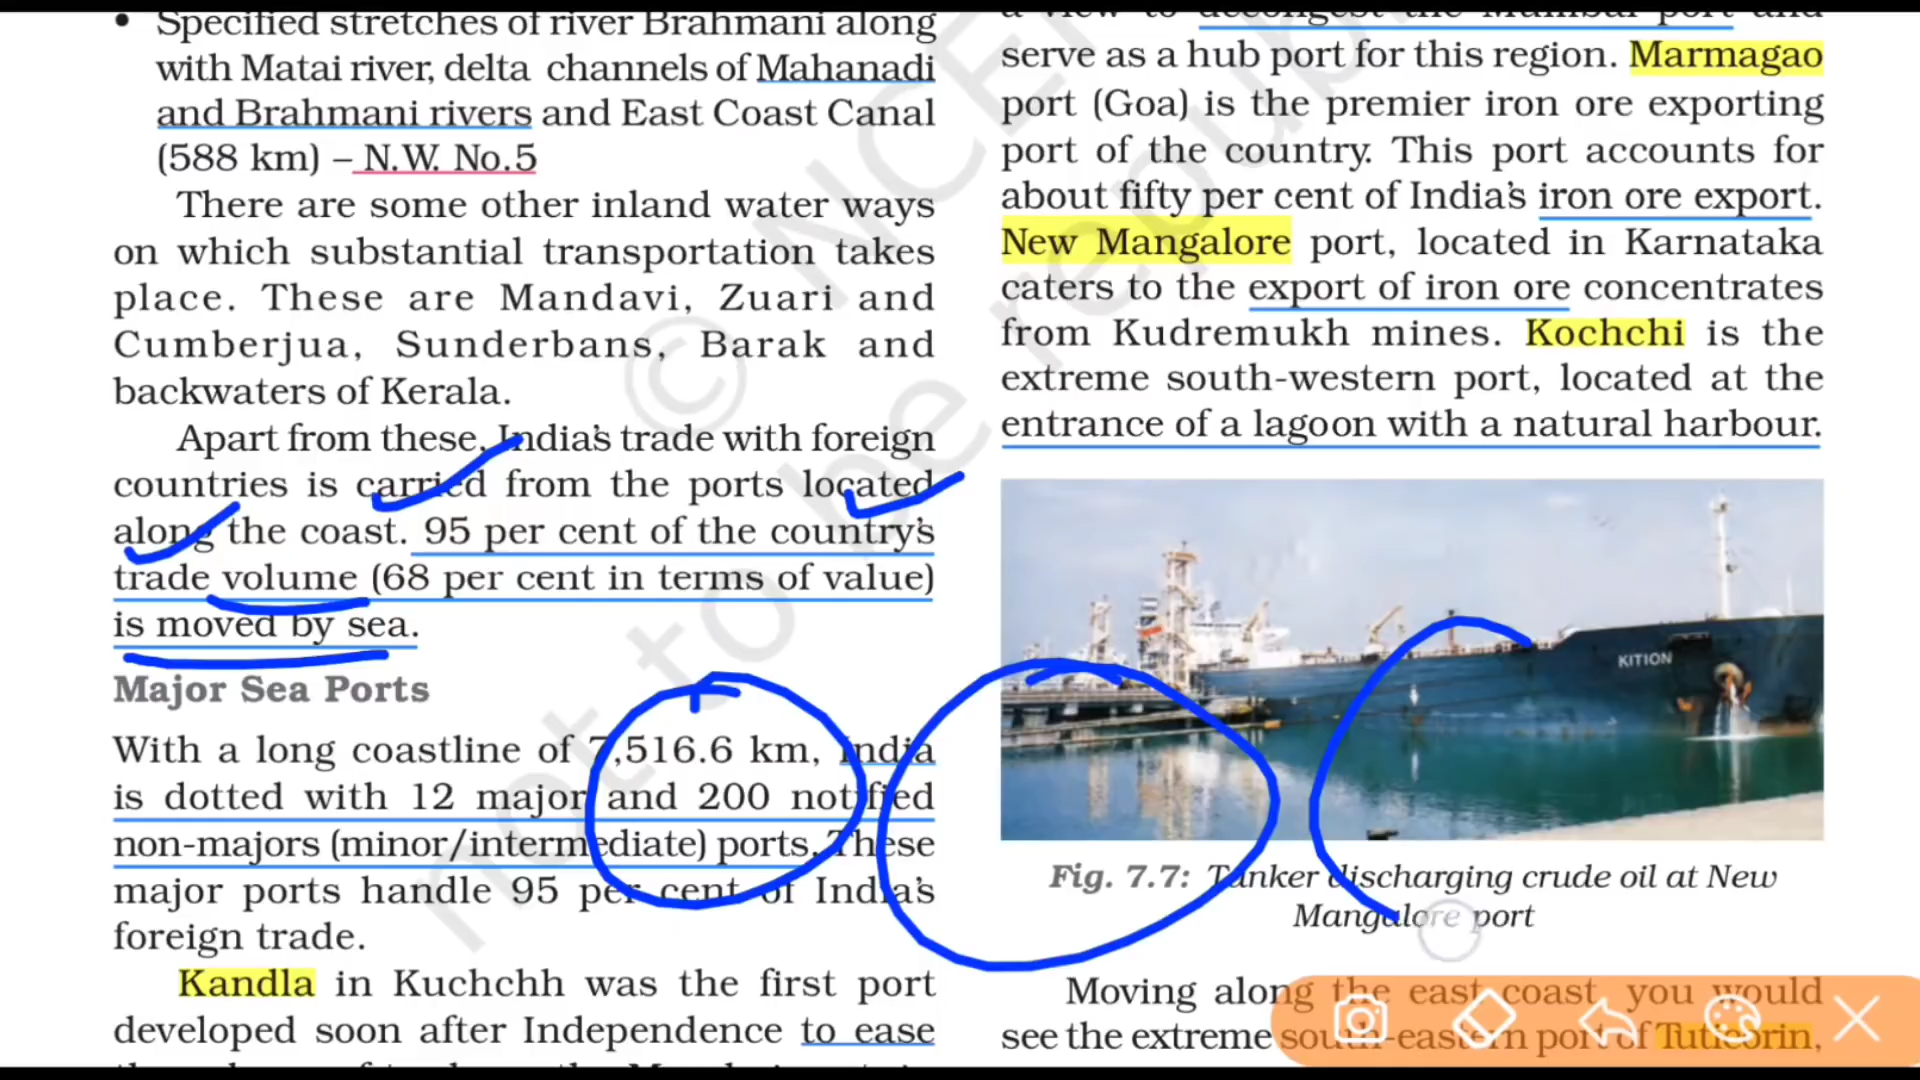 • Specified stretches of river Brahmani along
with Matai river, delta channels of Mahanadi
and Brahmani rivers and East Coast Canal
(588 km) – N.W. No.5
There are some other inland water ways
on which substantial transportation takes
place. These are Mandavi, Zuari and
Cumberjua, Sunderbans, Barak and
backwaters of Kerala.
Apart from these, India's trade with foreign
countries is carried from the ports located
along the coast. 95 per cent of the country's
trade volume (68 per cent in terms of value)
is moved by sea.
Major Sea Ports
With a long coastline of 7,516.6 km, India
is dotted with 12 major and 200 notified
non-majors (minor/intermediate) ports. These
major ports handle 95 per cent of India's
foreign trade.
Kandla in Kuchchh was the first port
developed soon after Independence to ease
a view to decongest the Mumbai port and
serve as a hub port for this region. Marmagao
port (Goa) is the premier iron ore exporting
port of the country. This port accounts for
about fifty per cent of India's iron ore export.
New Mangalore port, located in Karnataka
caters to the export of iron ore concentrates
from Kudremukh mines. Kochchi is the
extreme south-western port, located at the
entrance of a lagoon with a natural harbour.
KITION
Fig. 7.7: Tanker discharging crude oil at New
Mangalore port
Moving along the east coast, you would
see the extreme south-eastern port of Tuticorin,
not to be republ
© NCE